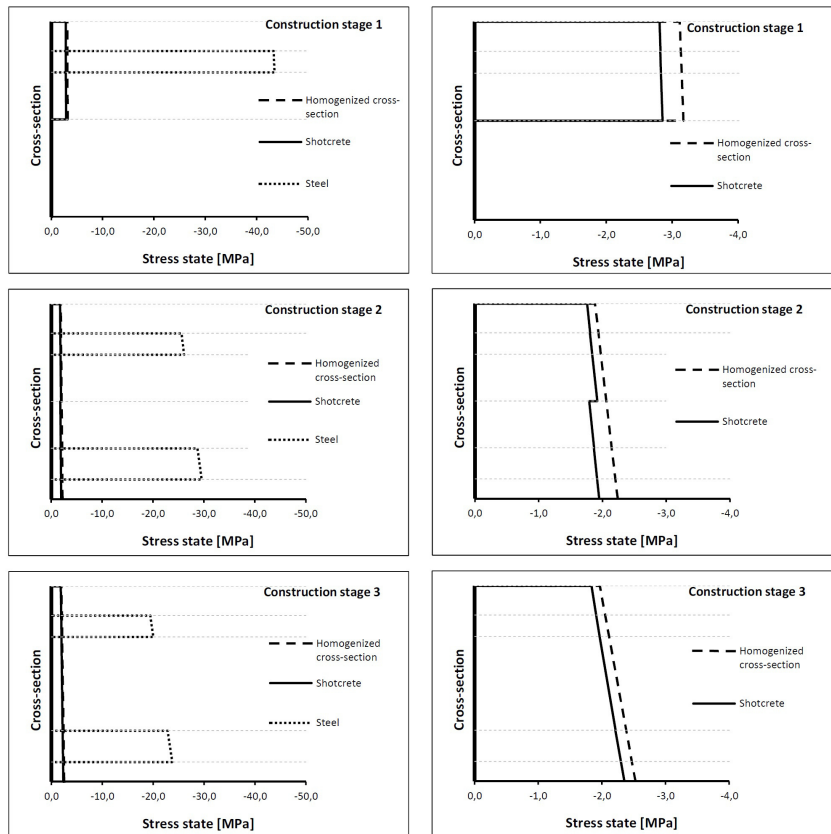 Construction stage 1
Cross-section
Homogenized cross-
section
Shotcrete
Steel
0,0 -10,0 -20,0 -30,0 -40,0 -50,0
Stress state [MPa]
Construction stage 1
Cross-section
Homogenized cross-
section
Shotcrete
0,0 -1,0 -2,0 -3,0 -4,0
Stress state [MPa]
Construction stage 2
Cross-section
Homogenized
cross-section
Shotcrete
Steel
0,0 -10,0 -20,0 -30,0 -40,0 -50,0
Stress state [MPa]
Construction stage 2
Cross-section
Homogenized cross-
section
Shotcrete
0,0 -1,0 -2,0 -3,0 -4,0
Stress state [MPa]
Construction stage 3
Cross-section
Homogenized
cross-section
Shotcrete
Steel
0,0 -10,0 -20,0 -30,0 -40,0 -50,0
Stress state [MPa]
Construction stage 3
Cross-section
Homogenized
cross-section
Shotcrete
0,0 -1,0 -2,0 -3,0 -4,0
Stress state [MPa]